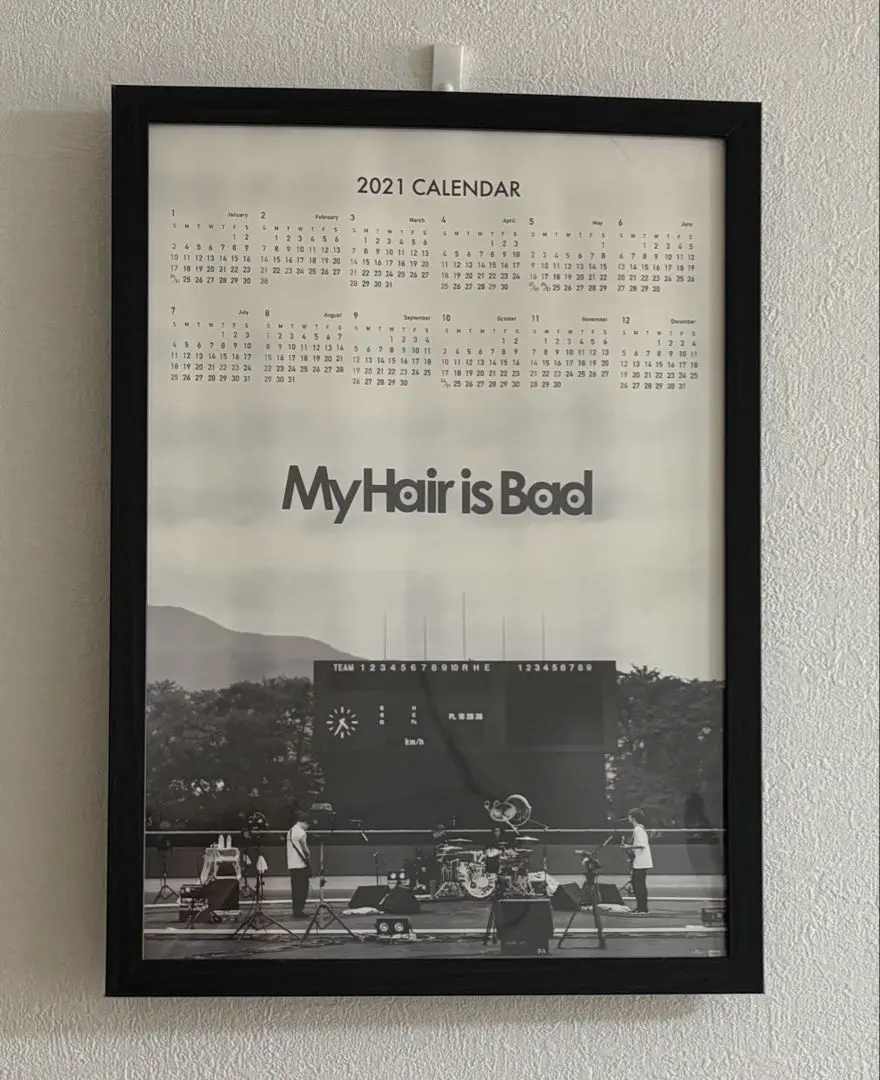 2021 CALENDAR
1 January
S M T W T F S
1 2
3 4 5 6 7 8 9
10 11 12 13 14 15 16
17 18 19 20 21 22 23
24/31 25 26 27 28 29 30
2 February
S M T W T F S
1 2 3 4 5 6
7 8 9 10 11 12 13
14 15 16 17 18 19 20
21 22 23 24 25 26 27
28
3 March
S M T W T F S
1 2 3 4 5 6
7 8 9 10 11 12 13
14 15 16 17 18 19 20
21 22 23 24 25 26 27
28 29 30 31
4 April
S M T W T F S
1 2 3
4 5 6 7 8 9 10
11 12 13 14 15 16 17
18 19 20 21 22 23 24
25 26 27 28 29 30
5 May
S M T W T F S
1
2 3 4 5 6 7 8
9 10 11 12 13 14 15
16 17 18 19 20 21 22
23/30 24/31 25 26 27 28 29
6 June
S M T W T F S
1 2 3 4 5
6 7 8 9 10 11 12
13 14 15 16 17 18 19
20 21 22 23 24 25 26
27 28 29 30
7 July
S M T W T F S
1 2 3
4 5 6 7 8 9 10
11 12 13 14 15 16 17
18 19 20 21 22 23 24
25 26 27 28 29 30 31
8 August
S M T W T F S
1 2 3 4 5 6 7
8 9 10 11 12 13 14
15 16 17 18 19 20 21
22 23 24 25 26 27 28
29 30 31
9 September
S M T W T F S
1 2 3 4
5 6 7 8 9 10 11
12 13 14 15 16 17 18
19 20 21 22 23 24 25
26 27 28 29 30
10 October
S M T W T F S
1 2
3 4 5 6 7 8 9
10 11 12 13 14 15 16
17 18 19 20 21 22 23
24/31 25 26 27 28 29 30
11 November
S M T W T F S
1 2 3 4 5 6
7 8 9 10 11 12 13
14 15 16 17 18 19 20
21 22 23 24 25 26 27
28 29 30
12 December
S M T W T F S
1 2 3 4
5 6 7 8 9 10 11
12 13 14 15 16 17 18
19 20 21 22 23 24 25
26 27 28 29 30 31
My Hair is Bad
TEAM 1 2 3 4 5 6 7 8 9 10 R H E 1 2 3 4 5 6 7 8 9
B H
S E
O
PL
km/h